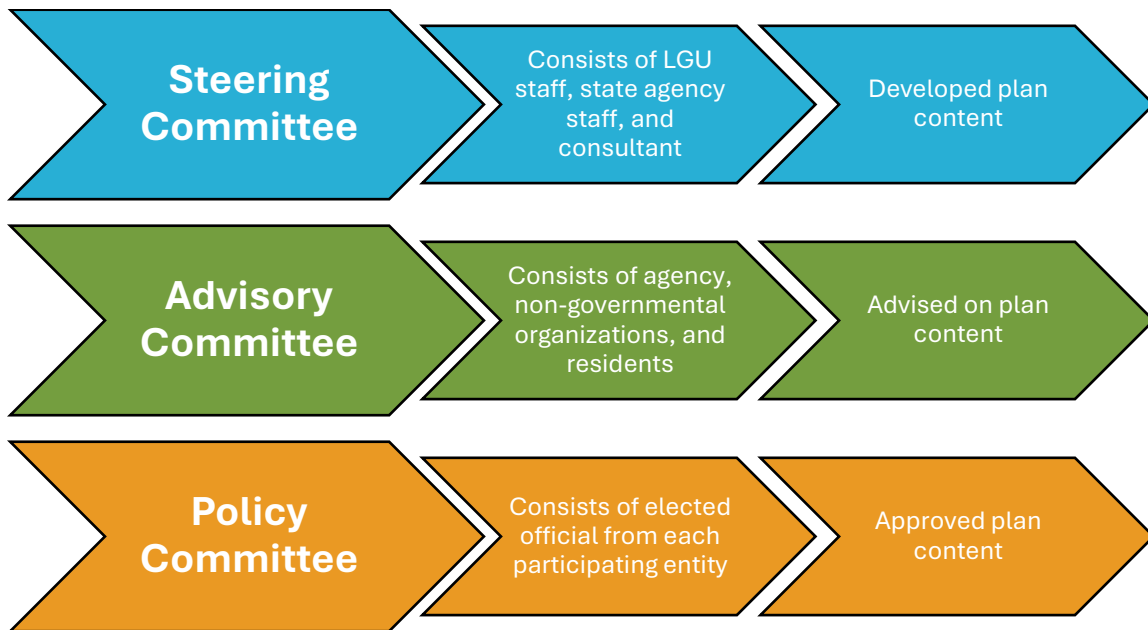 Steering
Committee
Consists of LGU
staff, state agency
staff, and
consultant
Developed plan
content
Advisory
Committee
Consists of agency,
non-governmental
organizations, and
residents
Advised on plan
content
Policy
Committee
Consists of elected
official from each
participating entity
Approved plan
content